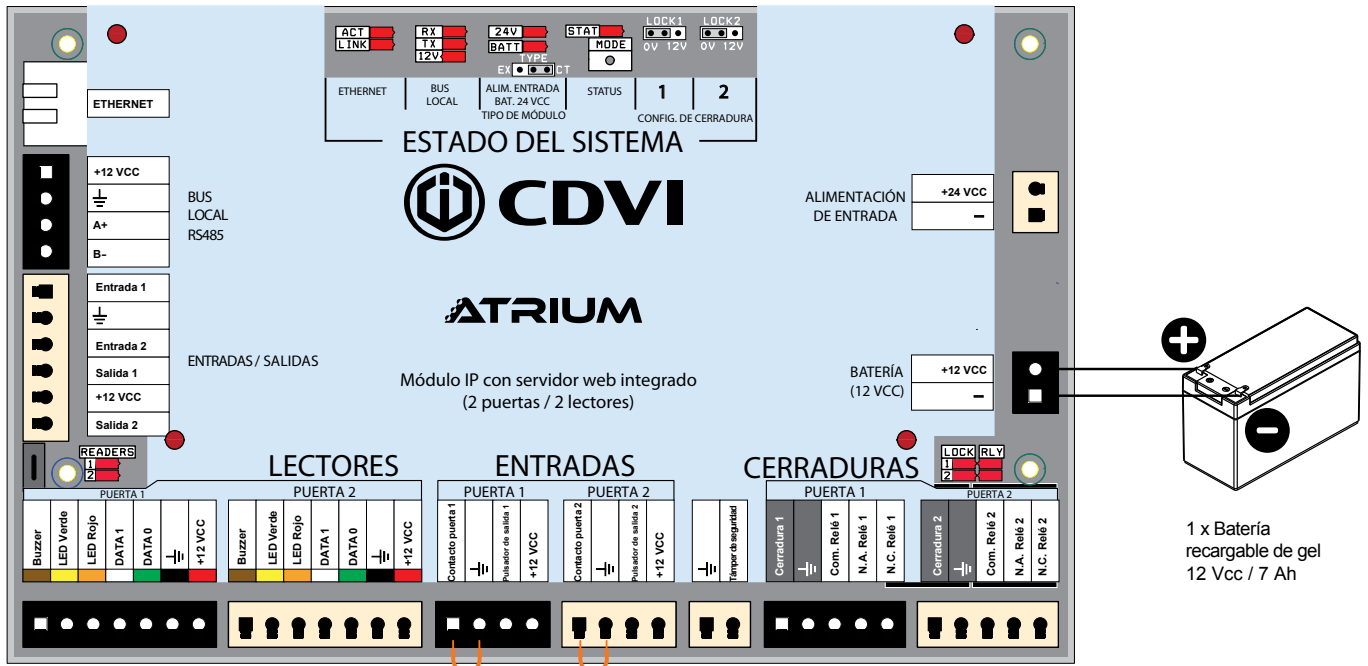 ACT
LINK
RX
TX
12V
24V
BATT
TYPE
EX CT
STAT
MODE
LOCK1
0V 12V
LOCK2
0V 12V
ETHERNET
BUS
LOCAL
ALIM. ENTRADA
BAT. 24 VCC
TIPO DE MÓDULO
STATUS
1
2
CONFIG. DE CERRADURA
ESTADO DEL SISTEMA
CDVI
ATRIUM
Módulo IP con servidor web integrado
(2 puertas / 2 lectores)
ETHERNET
+12 VCC
A+
B-
BUS
LOCAL
RS485
Entrada 1
Entrada 2
Salida 1
+12 VCC
Salida 2
ENTRADAS / SALIDAS
ALIMENTACIÓN
DE ENTRADA
+24 VCC
–
BATERÍA
(12 VCC)
+12 VCC
–
+
–
1 x Batería
recargable de gel
12 Vcc / 7 Ah
READERS
1
2
LECTORES
PUERTA 1
Buzzer
LED Verde
LED Rojo
DATA 1
DATA 0
+12 VCC
PUERTA 2
Buzzer
LED Verde
LED Rojo
DATA 1
DATA 0
+12 VCC
ENTRADAS
PUERTA 1
Contacto puerta 1
Pulsador de salida 1
+12 VCC
PUERTA 2
Contacto puerta 2
Pulsador de salida 2
+12 VCC
Támper de seguridad
CERRADURAS
LOCK RLY
1
2
PUERTA 1
Cerradura 1
Com. Relé 1
N.A. Relé 1
N.C. Relé 1
PUERTA 2
Cerradura 2
Com. Relé 2
N.A. Relé 2
N.C. Relé 2